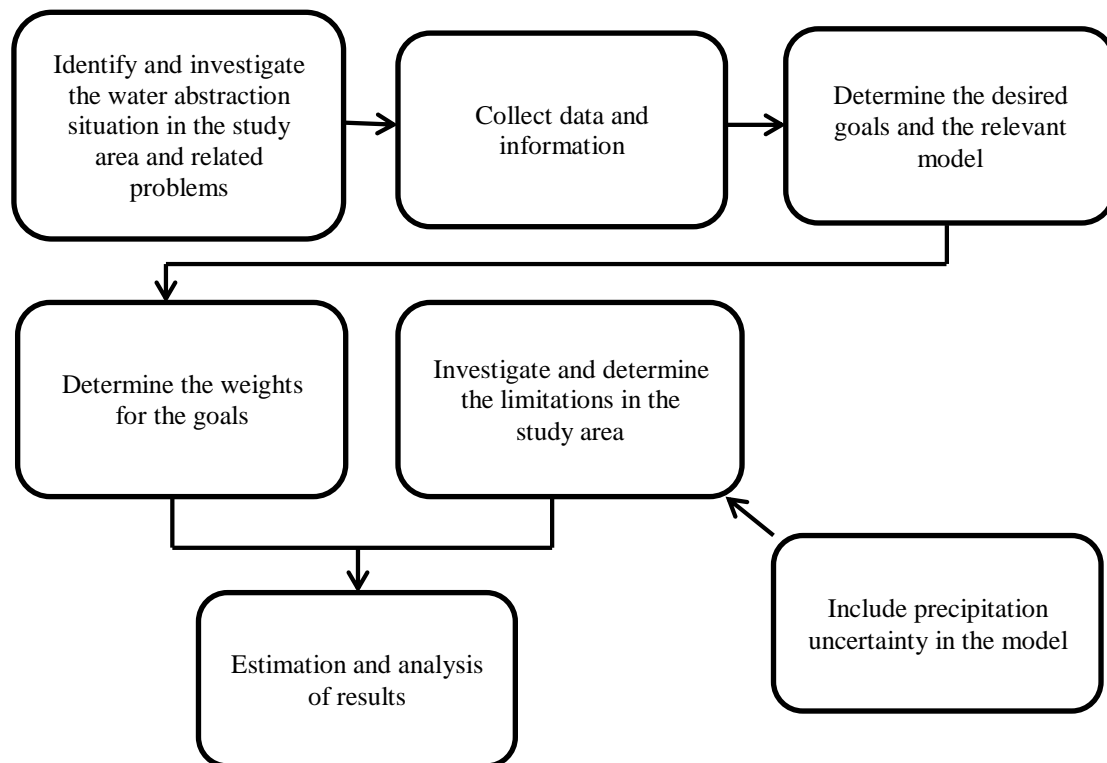 Identify and investigate
the water abstraction
situation in the study
area and related
problems
Collect data and
information
Determine the desired
goals and the relevant
model
Determine the weights
for the goals
Investigate and determine
the limitations in the
study area
Include precipitation
uncertainty in the model
Estimation and analysis
of results